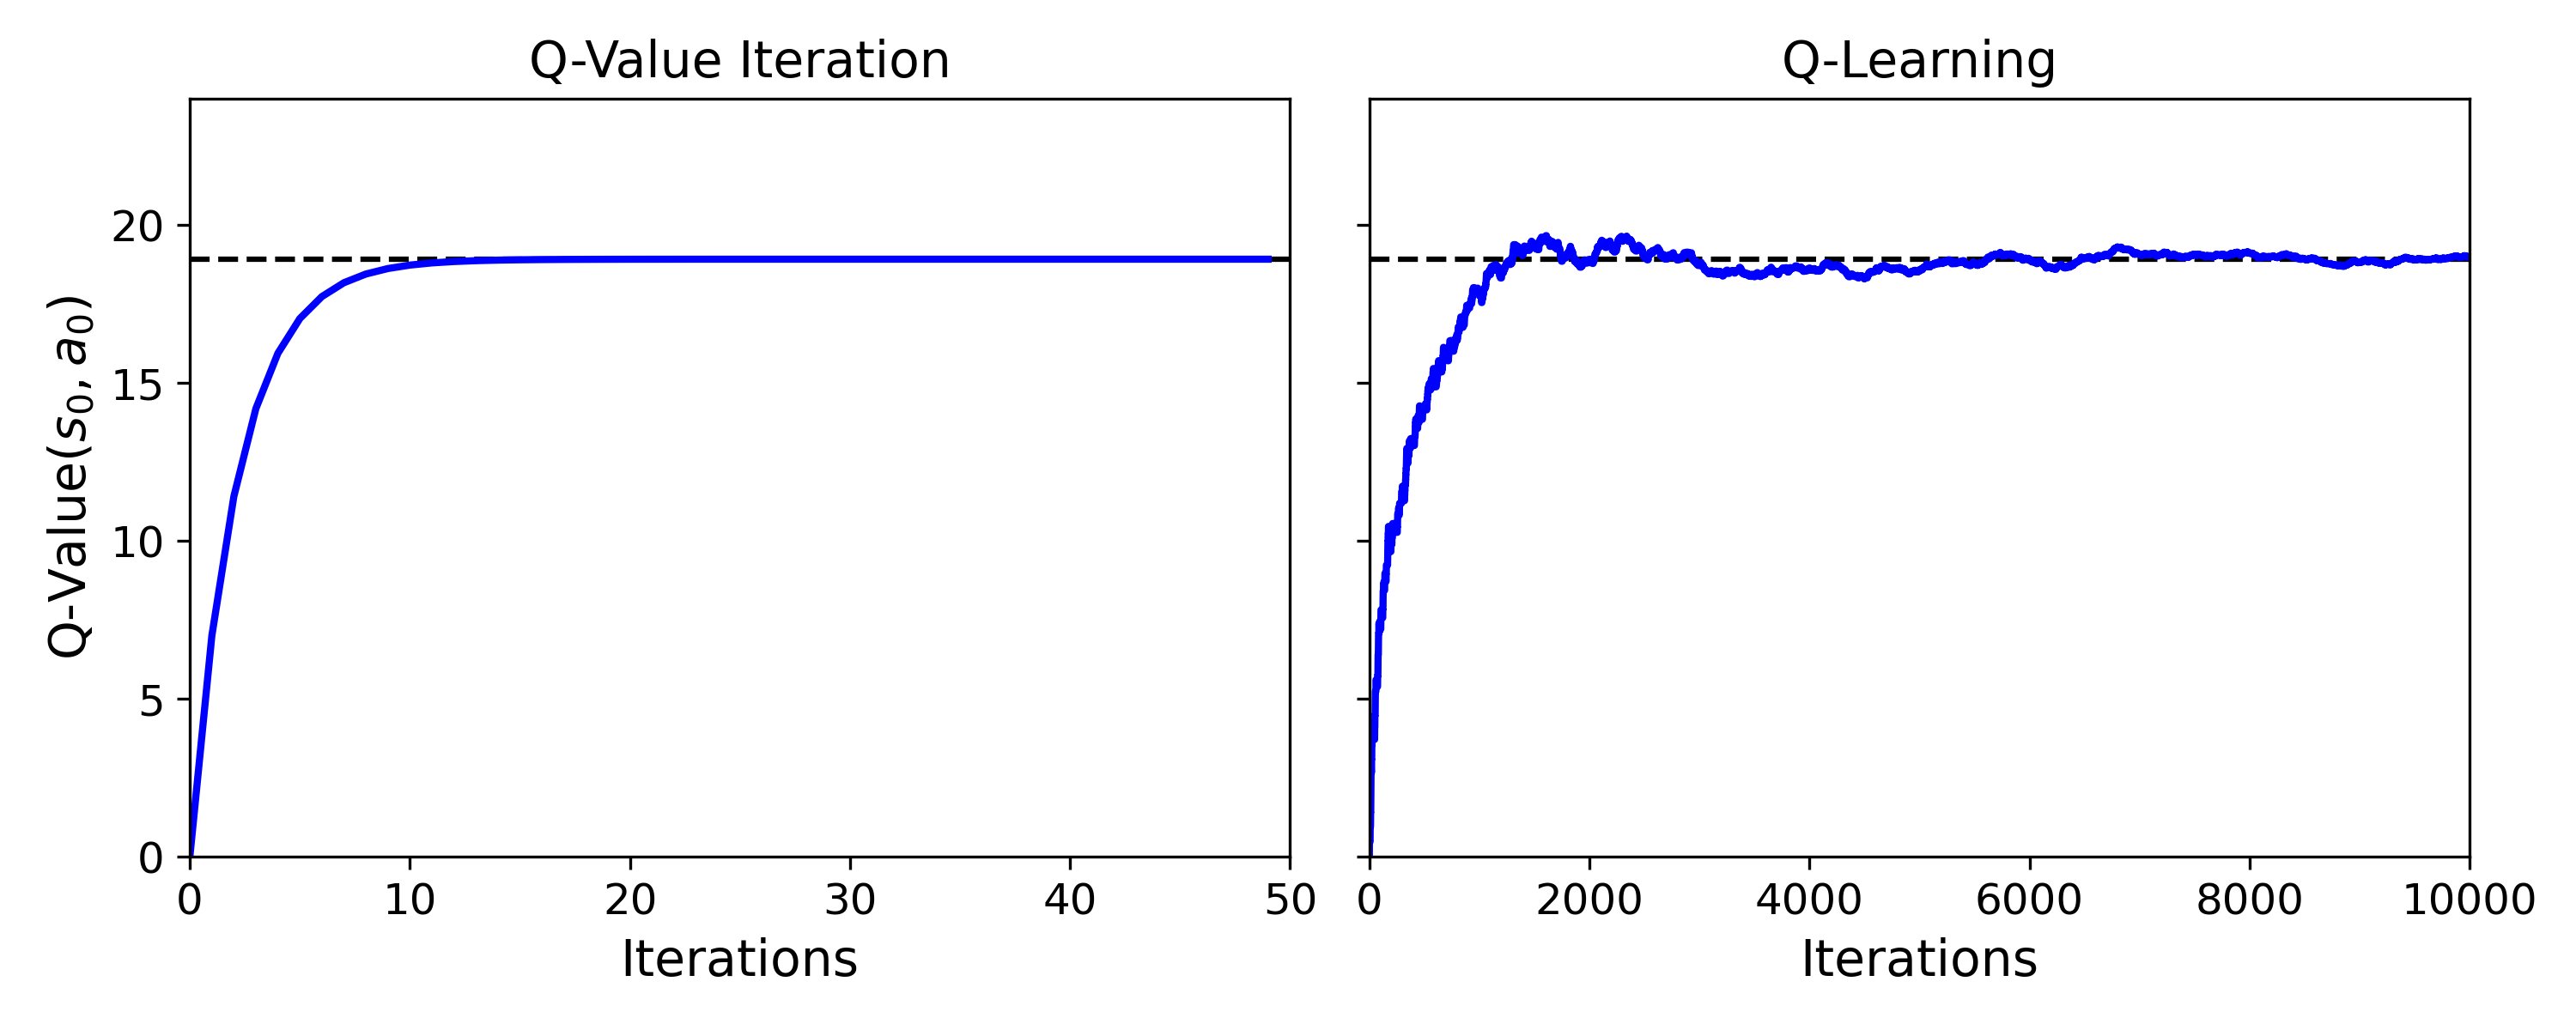 Q-Value Iteration
Q-Learning
Q-Value(s₀, a₀)
20
15
10
5
0
0 10 20 30 40 50
0 2000 4000 6000 8000 10000
Iterations
Iterations